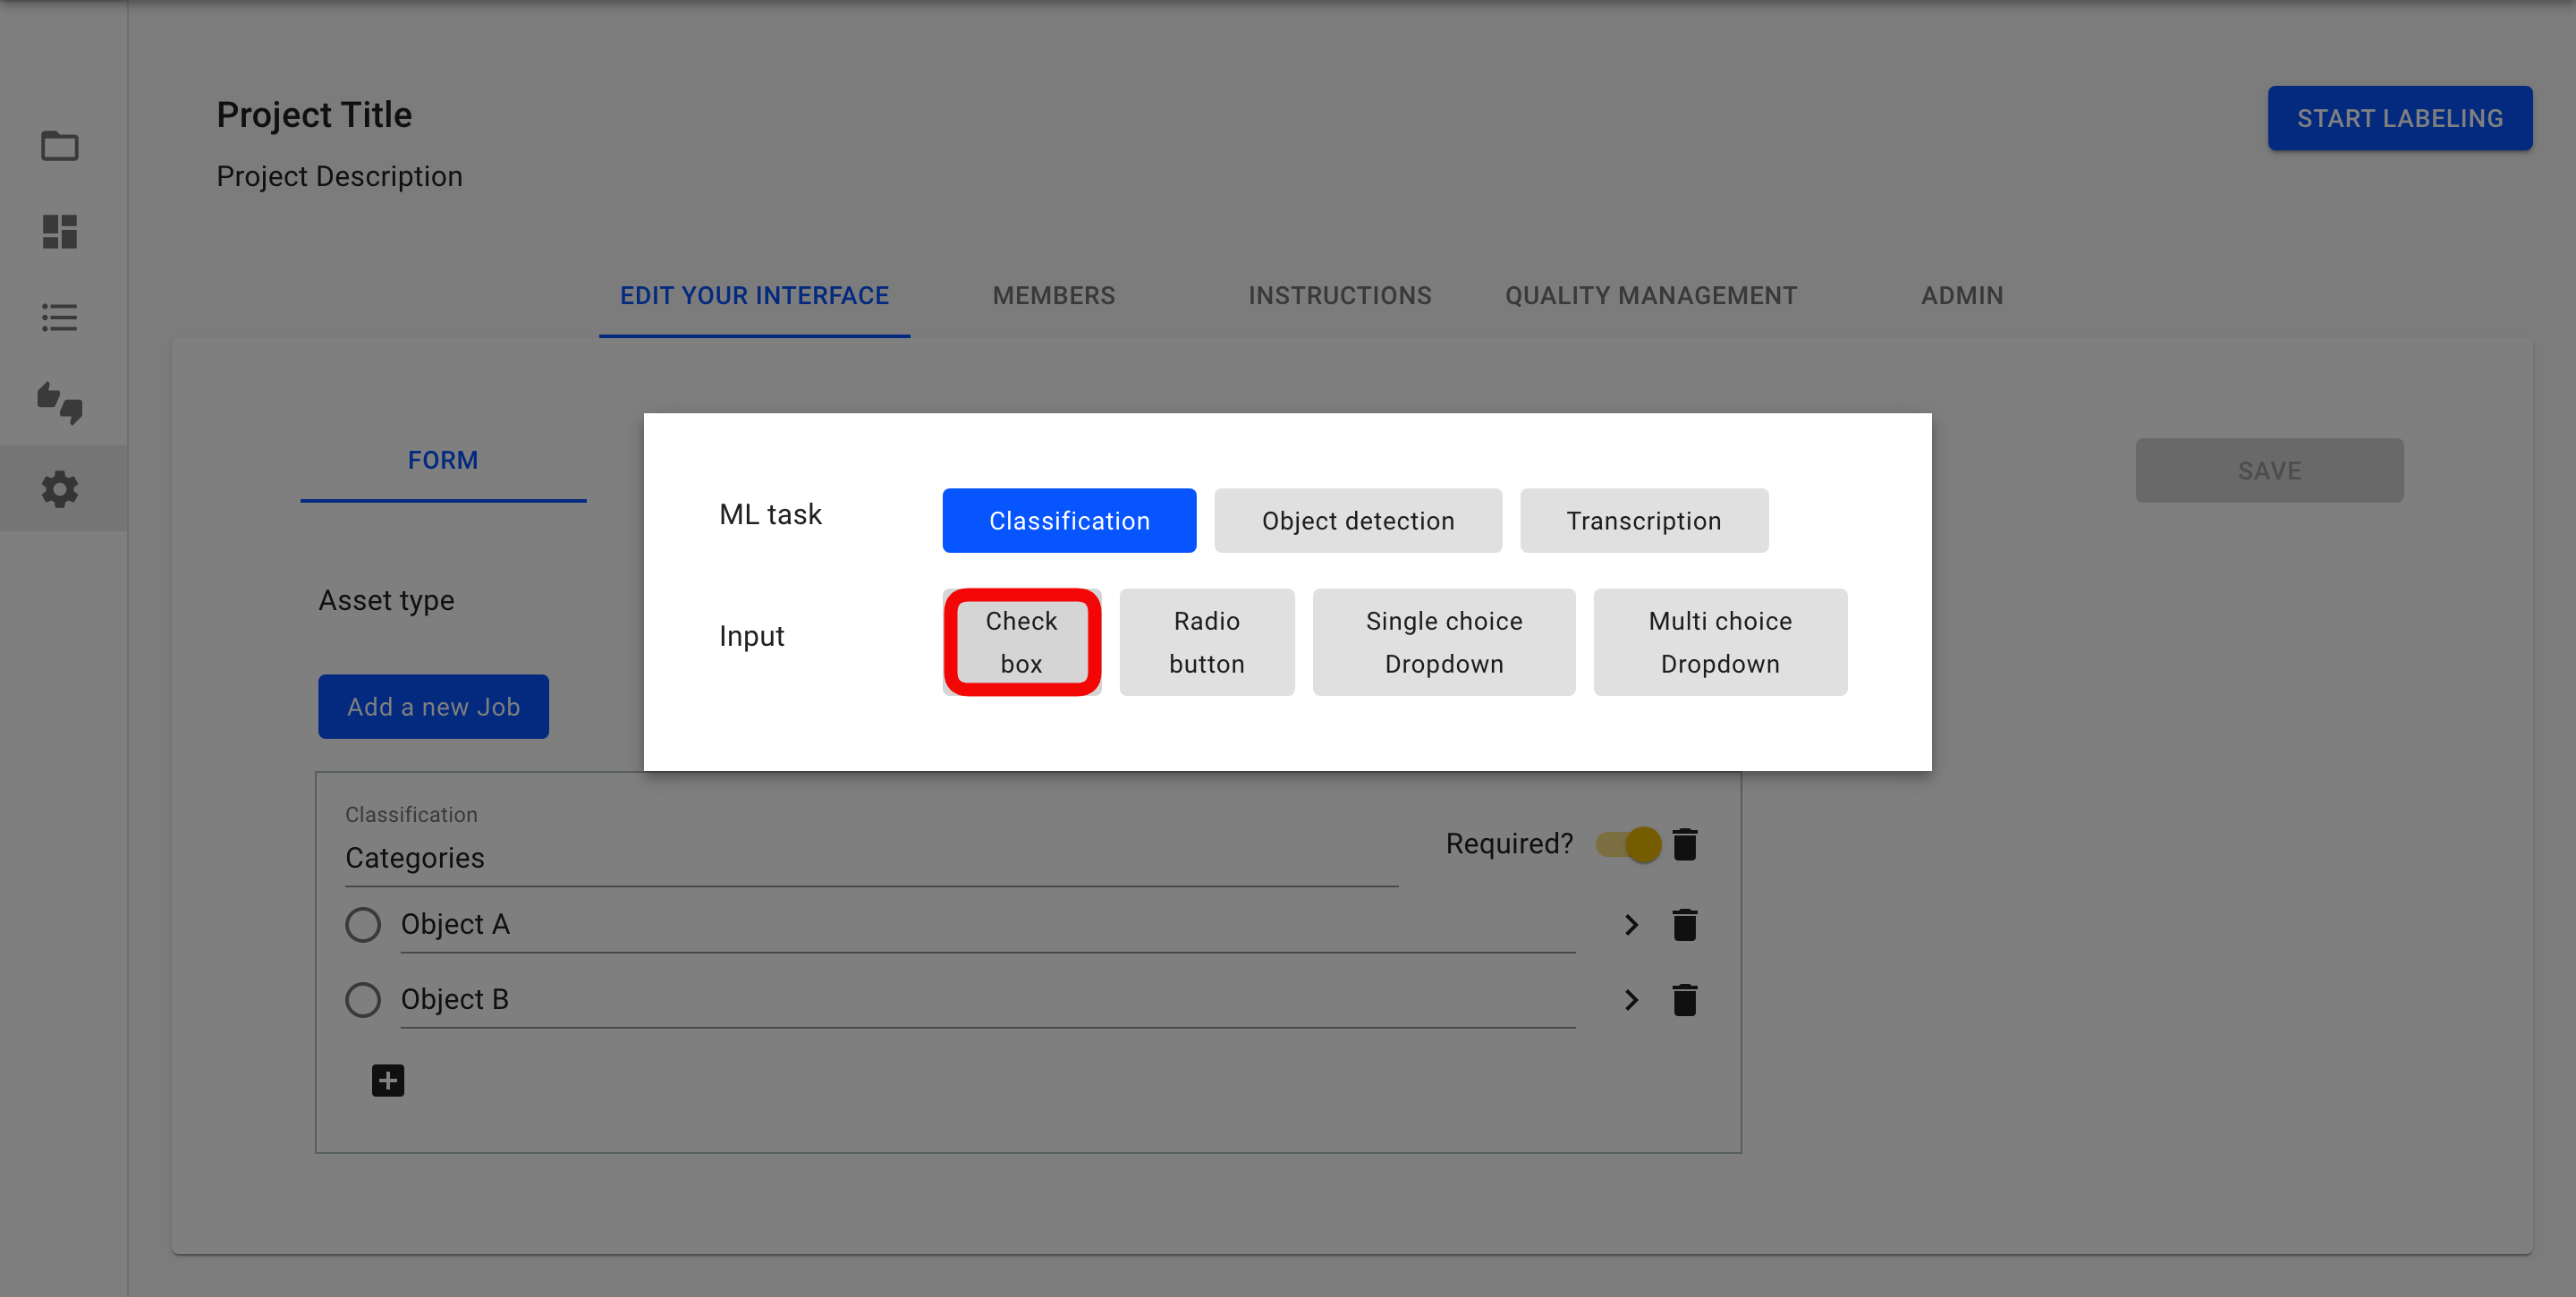 Project Title
START LABELING
Project Description
EDIT YOUR INTERFACE
MEMBERS
INSTRUCTIONS
QUALITY MANAGEMENT
ADMIN
FORM
SAVE
ML task
Classification
Object detection
Transcription
Asset type
Input
Check
box
Radio
button
Single choice
Dropdown
Multi choice
Dropdown
Add a new Job
Classification
Categories
Required?
Object A
Object B